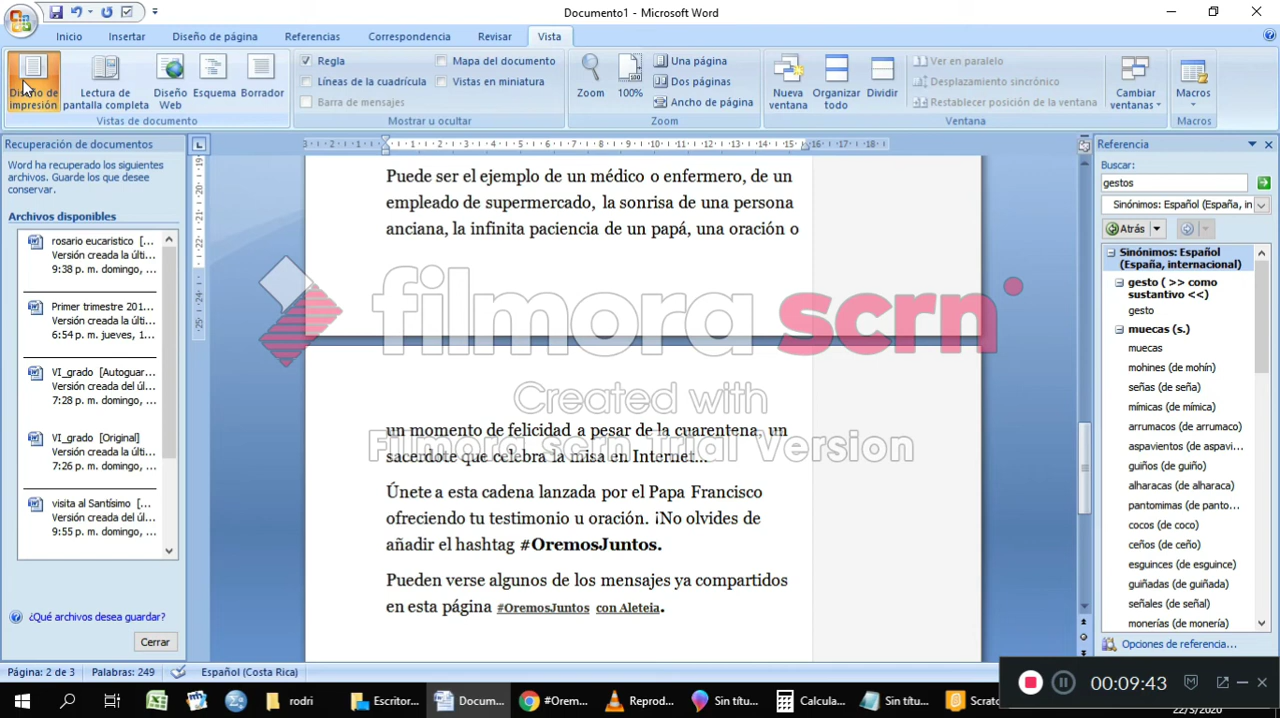 Documento1 - Microsoft Word
Inicio Insertar Diseño de página Referencias Correspondencia Revisar Vista
Diseño de impresión
Lectura de pantalla completa
Diseño Web
Esquema
Borrador
Vistas de documento
Regla
Líneas de la cuadrícula
Barra de mensajes
Mapa del documento
Vistas en miniatura
Mostrar u ocultar
Zoom
100%
Una página
Dos páginas
Ancho de página
Zoom
Nueva ventana
Organizar todo
Dividir
Ver en paralelo
Desplazamiento sincrónico
Restablecer posición de la ventana
Cambiar ventanas
Ventana
Macros
Macros
Recuperación de documentos
Word ha recuperado los siguientes
archivos. Guarde los que desee
conservar.
Archivos disponibles
rosario eucaristico [...
Versión creada la últi...
9:38 p. m. domingo, ...
Primer trimestre 201...
Versión creada la últi...
6:54 p. m. jueves, 1...
VI_grado [Autoguar...
Versión creada del úl...
7:28 p. m. domingo, ...
VI_grado [Original]
Versión creada del úl...
7:26 p. m. domingo, ...
visita al Santísimo [...
Versión creada del úl...
9:55 p. m. domingo, ...
¿Qué archivos desea guardar?
Cerrar
Puede ser el ejemplo de un médico o enfermero, de un
empleado de supermercado, la sonrisa de una persona
anciana, la infinita paciencia de un papá, una oración o
filmora scrn
Created with
Filmora scrn Trial Version
un momento de felicidad a pesar de la cuarentena, un
sacerdote que celebra la misa en Internet...
Únete a esta cadena lanzada por el Papa Francisco
ofreciendo tu testimonio u oración. ¡No olvides de
añadir el hashtag #OremosJuntos.
Pueden verse algunos de los mensajes ya compartidos
en esta página #OremosJuntos con Aleteia.
Referencia
Buscar:
gestos
Sinónimos: Español (España, in
Atrás
Sinónimos: Español
(España, internacional)
gesto ( >> como
sustantivo <<)
gesto
muecas (s.)
muecas
mohines (de mohín)
señas (de seña)
mímicas (de mímica)
arrumacos (de arrumaco)
aspavientos (de aspavi...
guiños (de guiño)
alharacas (de alharaca)
pantomimas (de panto...
cocos (de coco)
ceños (de ceño)
esguinces (de esguince)
guiñadas (de guiñada)
señales (de señal)
monerías (de monería)
Opciones de referencia...
Página: 2 de 3 Palabras: 249 Español (Costa Rica)
00:09:43
rodri
Escritor...
Docum...
#Orem...
Reprod...
Sin títu...
Calcula...
Sin títu...
Scrato
22/5/2020